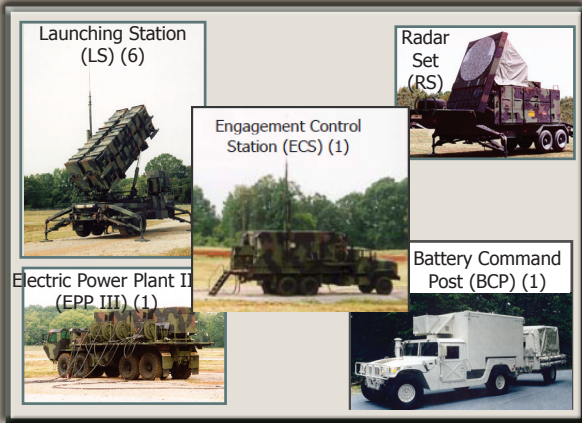 Launching Station
(LS) (6)
Radar
Set
(RS)
Engagement Control
Station (ECS) (1)
Electric Power Plant II
(EPP III) (1)
Battery Command
Post (BCP) (1)